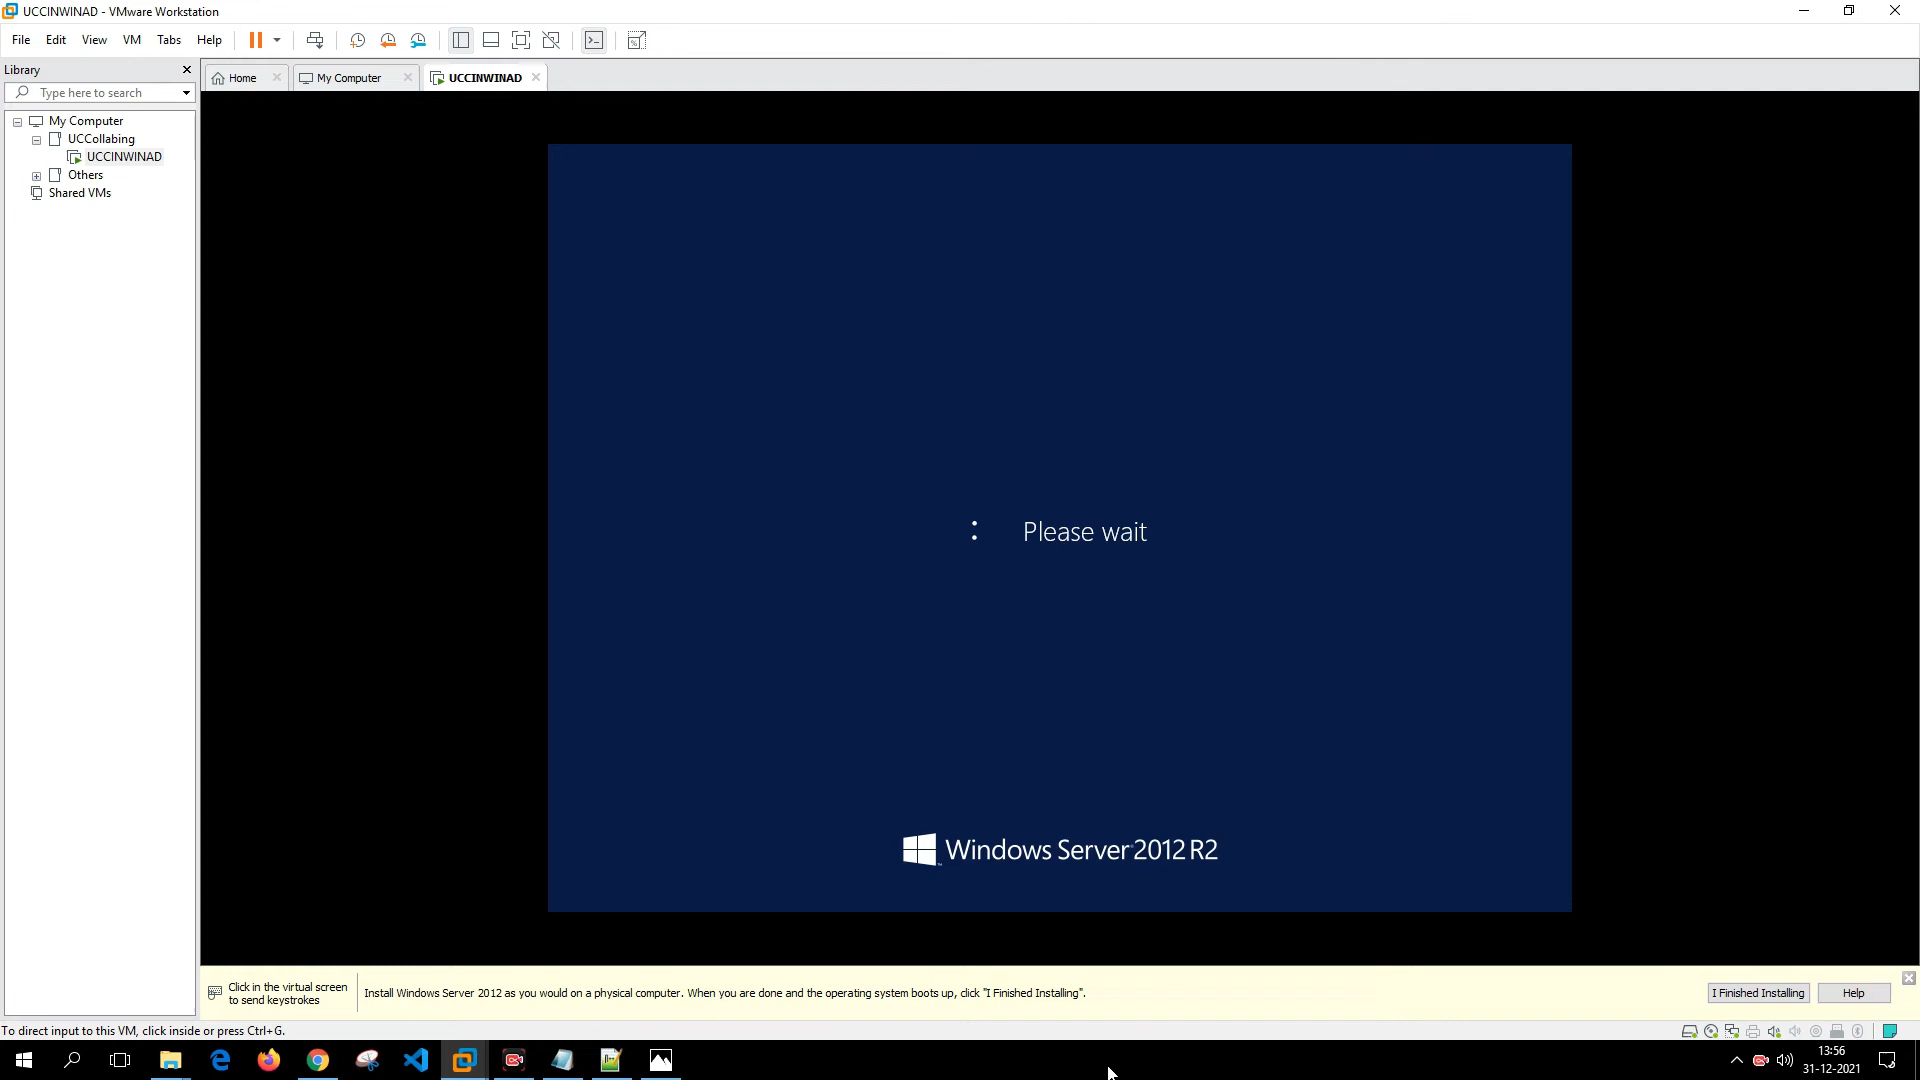 UCCINWINAD - VMware Workstation
File Edit View VM Tabs Help
Library
Type here to search
Home
My Computer
UCCINWINAD
My Computer
UCCollabing
UCCINWINAD
Others
Shared VMs
Please wait
Windows Server 2012 R2
Click in the virtual screen
to send keystrokes
Install Windows Server 2012 as you would on a physical computer. When you are done and the operating system boots up, click "I Finished Installing".
I Finished Installing
Help
To direct input to this VM, click inside or press Ctrl+G.
13:56
31-12-2021